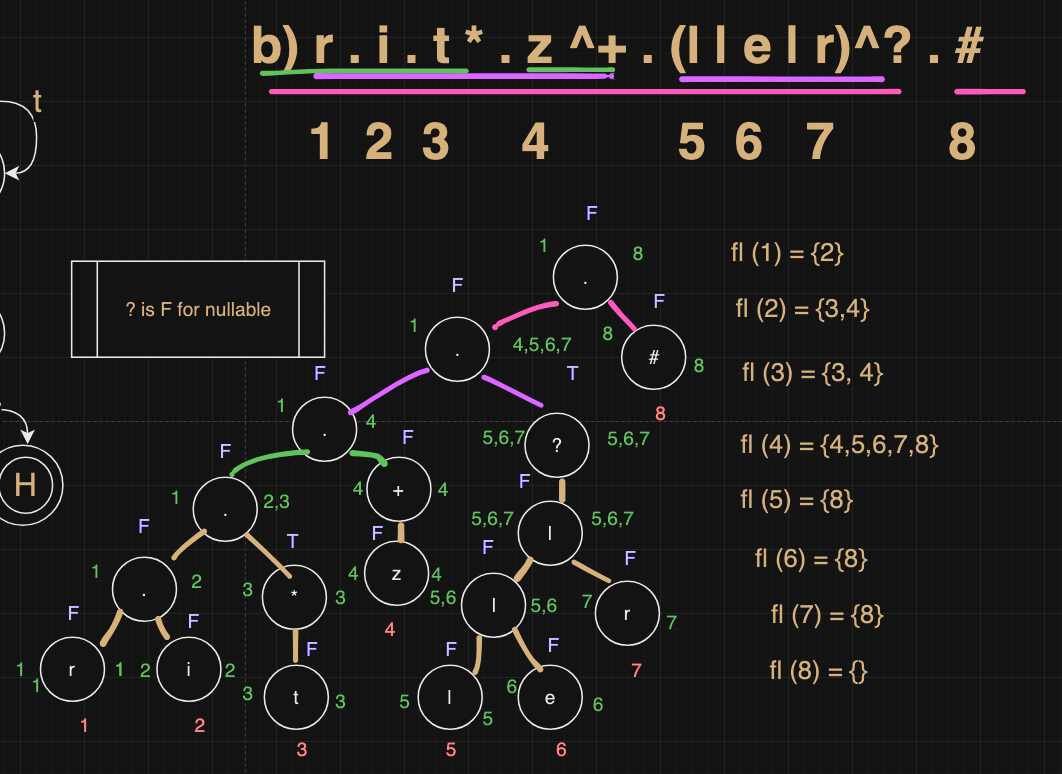 b) r . i . t * . z ^+ . (l | e | r)^? . #
t
1 2 3 4 5 6 7 8
F
1 8
.
fl (1) = {2}
F
F
? is F for nullable
fl (2) = {3,4}
1
.
4,5,6,7
8
#
8
F
T
fl (3) = {3, 4}
8
1
.
4
F
F
5,6,7
?
5,6,7
fl (4) = {4,5,6,7,8}
H
1
.
2,3
4
+
4
F
fl (5) = {8}
F
T
F
5,6,7
|
5,6,7
F
F
fl (6) = {8}
1
.
2
3
*
3
4
z
4
5,6
|
5,6
7
r
7
fl (7) = {8}
F
F
4
F
F
F
7
fl (8) = {}
1
1
r
1
2
i
2
3
t
3
5
l
5
6
e
6
1
2
3
5
6